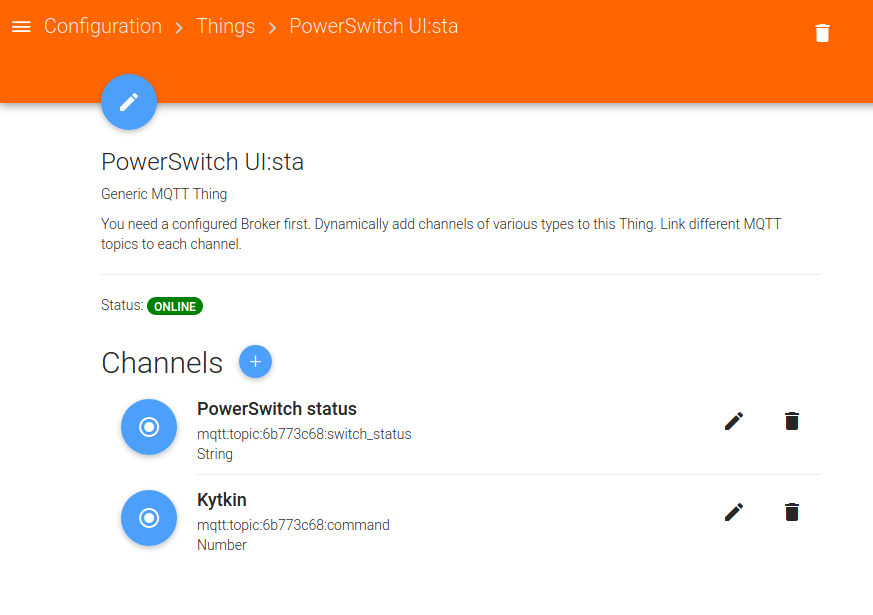 Configuration > Things > PowerSwitch UI:sta
PowerSwitch UI:sta
Generic MQTT Thing
You need a configured Broker first. Dynamically add channels of various types to this Thing. Link different MQTT
topics to each channel.
Status: ONLINE
Channels +
PowerSwitch status
mqtt:topic:6b773c68:switch_status
String
Kytkin
mqtt:topic:6b773c68:command
Number